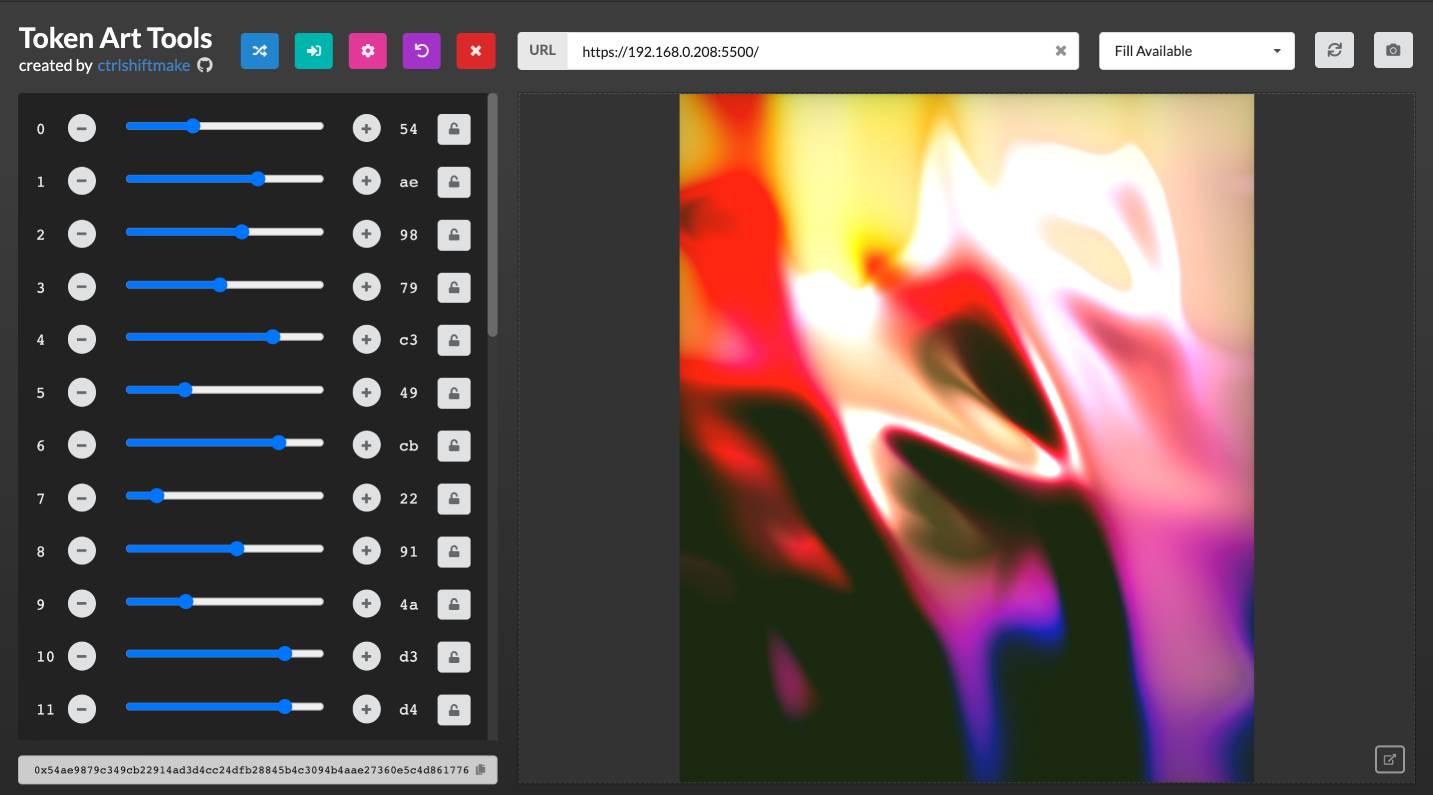 Token Art Tools
created by ctrlshiftmake
URL https://192.168.0.208:5500/
Fill Available
0 54
1 ae
2 98
3 79
4 c3
5 49
6 cb
7 22
8 91
9 4a
10 d3
11 d4
0x54ae9879c349cb22914ad3d4cc24dfb28845b4c3094b4aae27360e5c4d861776